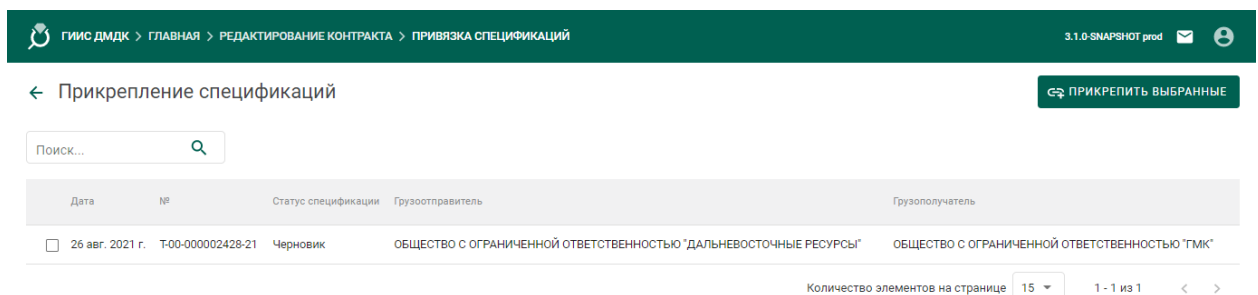 ГИИС ДМДК > ГЛАВНАЯ > РЕДАКТИРОВАНИЕ КОНТРАКТА > ПРИВЯЗКА СПЕЦИФИКАЦИЙ 3.1.0-SNAPSHOT prod
Прикрепление спецификаций ПРИКРЕПИТЬ ВЫБРАННЫЕ
Поиск...
Дата № Статус спецификации Грузоотправитель Грузополучатель
26 авг. 2021 г. Т-00-000002428-21 Черновик ОБЩЕСТВО С ОГРАНИЧЕННОЙ ОТВЕТСТВЕННОСТЬЮ "ДАЛЬНЕВОСТОЧНЫЕ РЕСУРСЫ" ОБЩЕСТВО С ОГРАНИЧЕННОЙ ОТВЕТСТВЕННОСТЬЮ "ГМК"
Количество элементов на странице 15 1 - 1 из 1